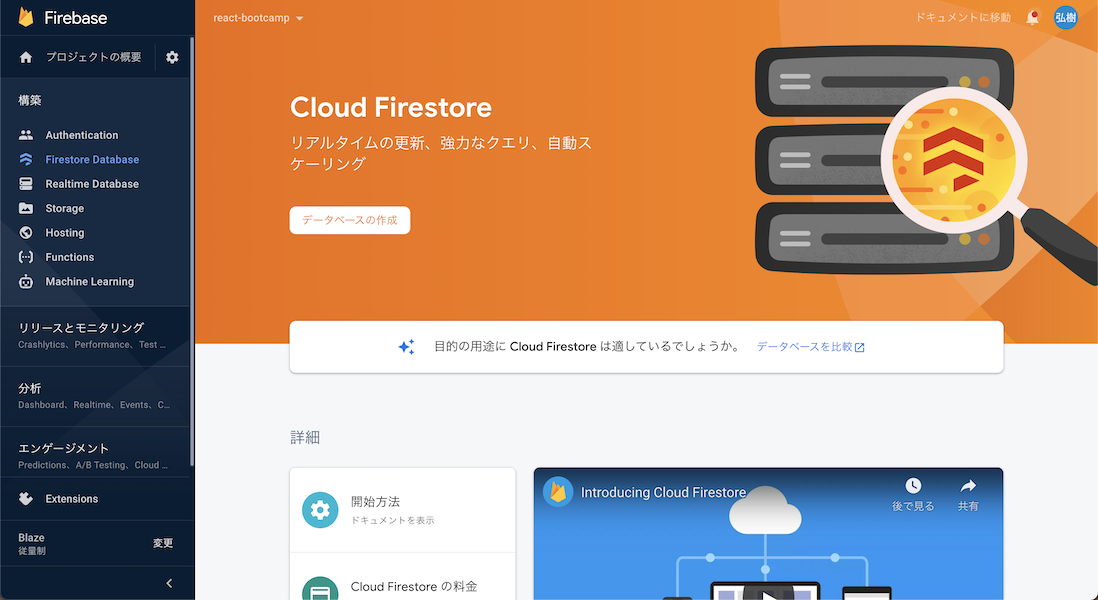 Firebase
プロジェクトの概要
構築
Authentication
Firestore Database
Realtime Database
Storage
Hosting
Functions
Machine Learning
リリースとモニタリング
Crashlytics、Performance、Test ...
分析
Dashboard、Realtime、Events、C...
エンゲージメント
Predictions、A/B Testing、Cloud ...
Extensions
Blaze
従量制
変更
react-bootcamp
ドキュメントに移動
弘樹
Cloud Firestore
リアルタイムの更新、強力なクエリ、自動ス
ケーリング
データベースの作成
目的の用途に Cloud Firestore は適しているでしょうか。 データベースを比較
詳細
開始方法
ドキュメントを表示
Cloud Firestore の料金
Introducing Cloud Firestore
後で見る
共有